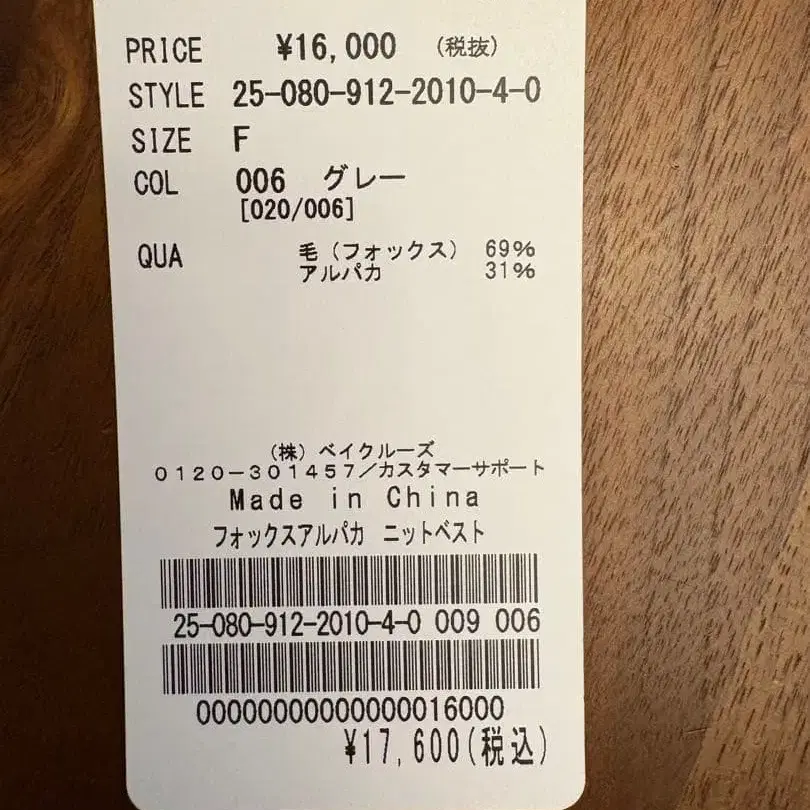 PRICE ¥16,000 (税抜)
STYLE 25-080-912-2010-4-0
SIZE F
COL 006 グレー
[020/006]
QUA 毛(フォックス) 69%
アルパカ 31%
(株)ベイクルーズ
0120-301457/カスタマーサポート
Made in China
フォックスアルパカ ニットベスト
25-080-912-2010-4-0 009 006
00000000000000016000
¥17,600(税込)